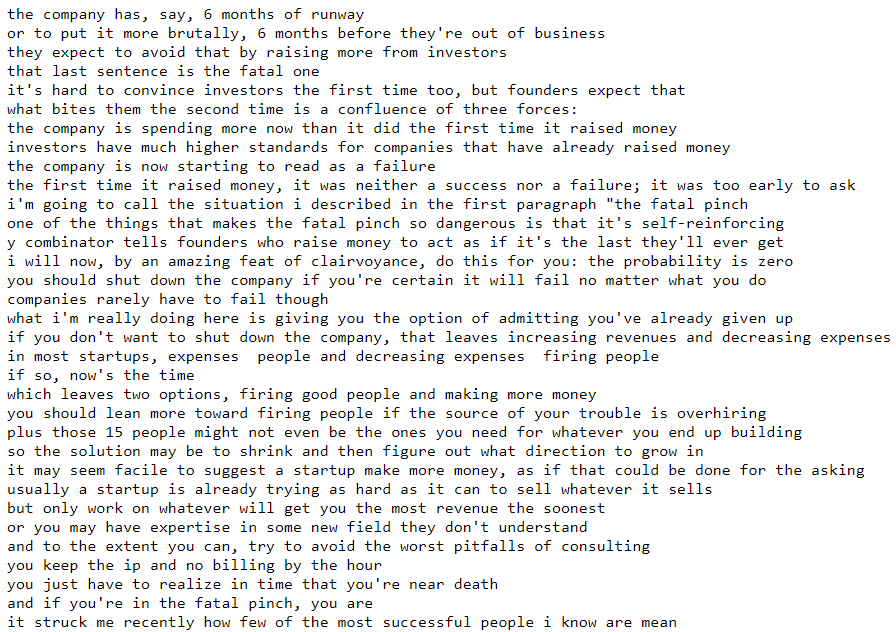 the company has, say, 6 months of runway
or to put it more brutally, 6 months before they're out of business
they expect to avoid that by raising more from investors
that last sentence is the fatal one
it's hard to convince investors the first time too, but founders expect that
what bites them the second time is a confluence of three forces:
the company is spending more now than it did the first time it raised money
investors have much higher standards for companies that have already raised money
the company is now starting to read as a failure
the first time it raised money, it was neither a success nor a failure; it was too early to ask
i'm going to call the situation i described in the first paragraph "the fatal pinch
one of the things that makes the fatal pinch so dangerous is that it's self-reinforcing
y combinator tells founders who raise money to act as if it's the last they'll ever get
i will now, by an amazing feat of clairvoyance, do this for you: the probability is zero
you should shut down the company if you're certain it will fail no matter what you do
companies rarely have to fail though
what i'm really doing here is giving you the option of admitting you've already given up
if you don't want to shut down the company, that leaves increasing revenues and decreasing expenses
in most startups, expenses  people and decreasing expenses  firing people
if so, now's the time
which leaves two options, firing good people and making more money
you should lean more toward firing people if the source of your trouble is overhiring
plus those 15 people might not even be the ones you need for whatever you end up building
so the solution may be to shrink and then figure out what direction to grow in
it may seem facile to suggest a startup make more money, as if that could be done for the asking
usually a startup is already trying as hard as it can to sell whatever it sells
but only work on whatever will get you the most revenue the soonest
or you may have expertise in some new field they don't understand
and to the extent you can, try to avoid the worst pitfalls of consulting
you keep the ip and no billing by the hour
you just have to realize in time that you're near death
and if you're in the fatal pinch, you are
it struck me recently how few of the most successful people i know are mean